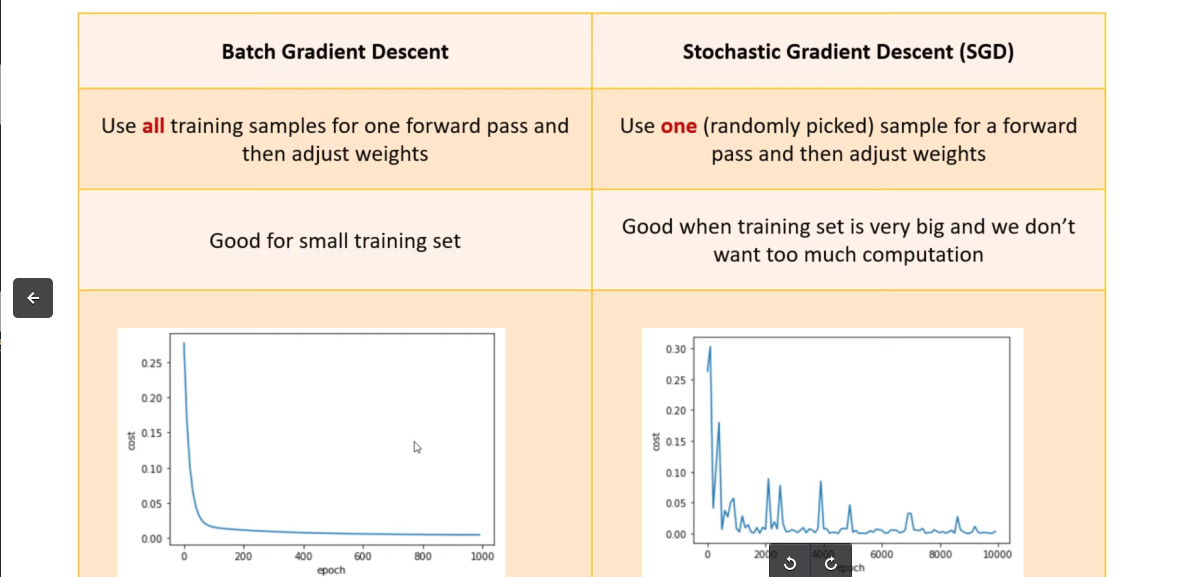 Batch Gradient Descent
Stochastic Gradient Descent (SGD)
Use all training samples for one forward pass and
then adjust weights
Use one (randomly picked) sample for a forward
pass and then adjust weights
Good for small training set
Good when training set is very big and we don’t
want too much computation
0.25
0.20
0.15
0.10
0.05
0.00
cost
0 200 400 600 800 1000
epoch
0.30
0.25
0.20
0.15
0.10
0.05
0.00
cost
0 2000 4000 6000 8000 10000
epoch